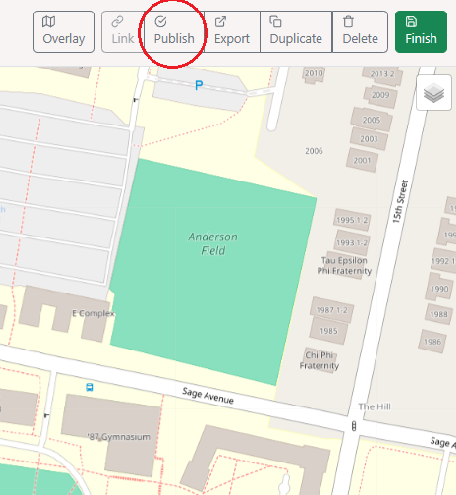 Overlay
Link
Publish
Export
Duplicate
Delete
Finish
2010
2113-2
2009
P
2005
2003
2006
2001
15th Street
Anderson
Feld
1995 1-2
1993 1-2
1992 1
Tau Epsilon
Phi Fraternity
1990
1987 1-2
1988
E Complex
1985
1986
Chi Phi
Fraternity
Sage Avenue
The Hill
'87 Gymnasium
Sage A